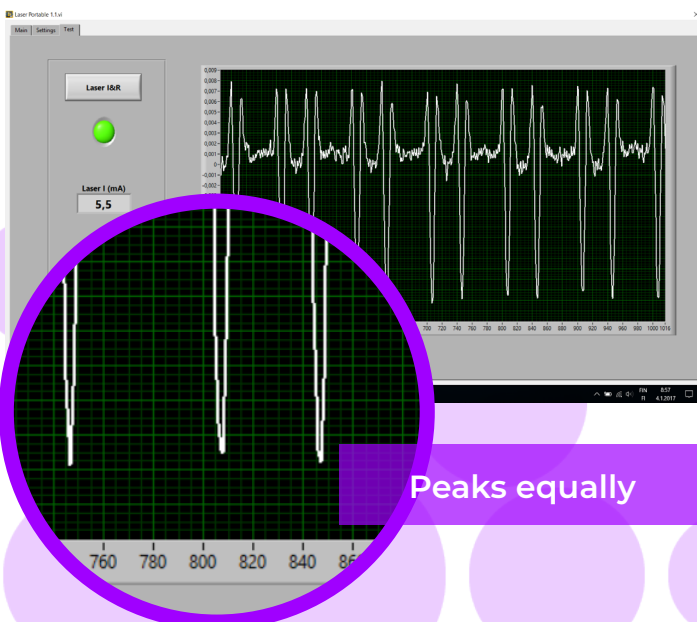 Laser Portable 1.1.vi
Main Settings Test
Laser I&R
Laser I (mA)
5,5
0,009
0,008
0,007
0,006
0,005
0,004
0,003
0,002
0,001
0
-0,001
-0,002
700 720 740 760 780 800 820 840 860 880 900 920 940 960 980 1000 1016
FIN 8:57
FI 4.1.2017
Peaks equally
760 780 800 820 840